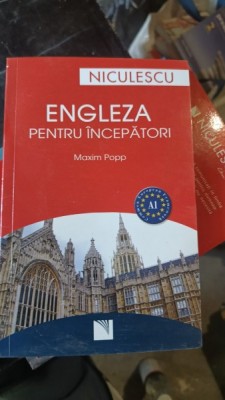 NICULESCU
ENGLEZA
PENTRU ÎNCEPĂTORI
Maxim Popp
A1